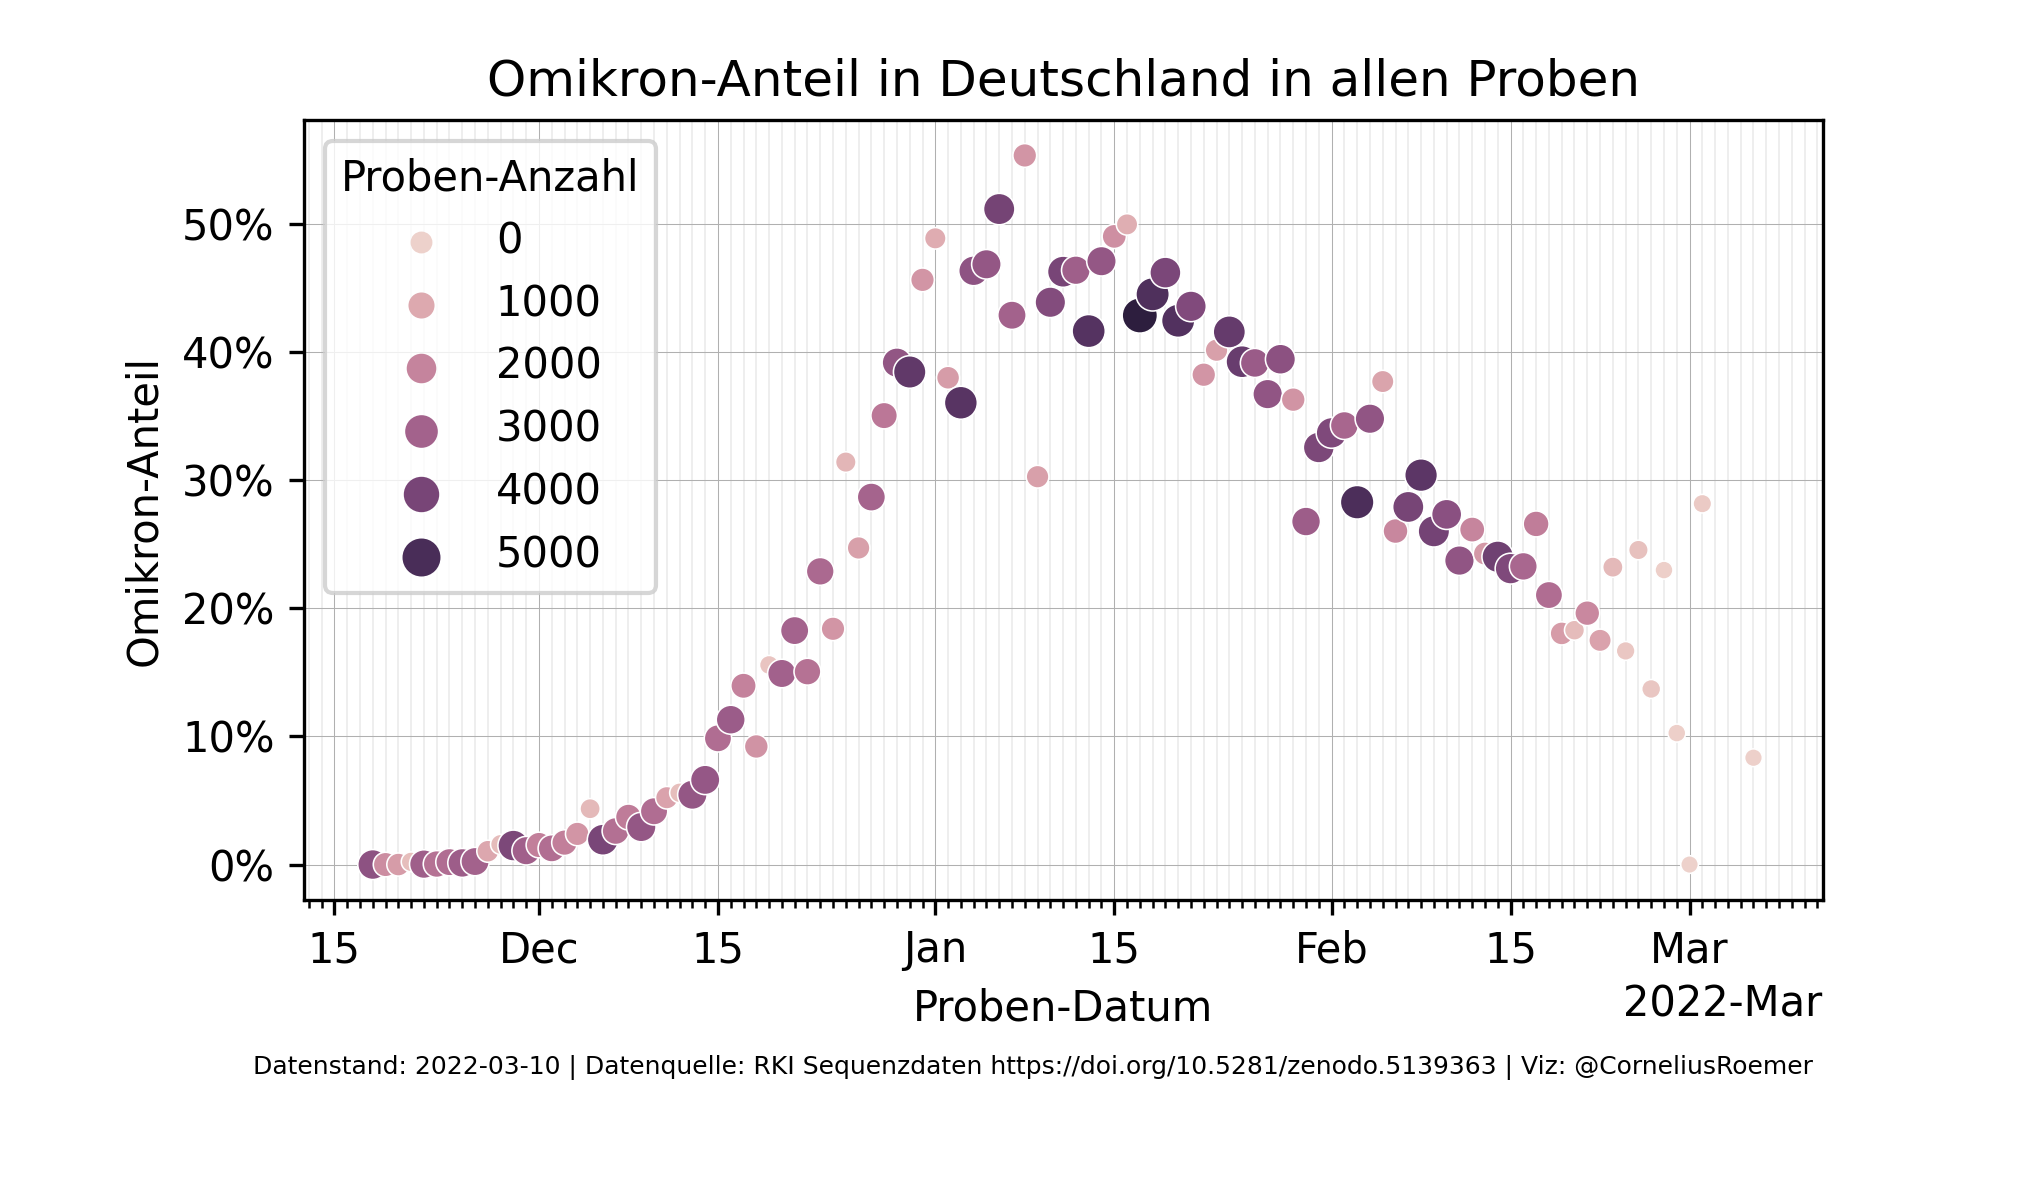 Omikron-Anteil in Deutschland in allen Proben
Proben-Anzahl
0
1000
2000
3000
4000
5000
Omikron-Anteil
50%
40%
30%
20%
10%
0%
15 Dec 15 Jan 15 Feb 15 Mar
Proben-Datum
2022-Mar
Datenstand: 2022-03-10 | Datenquelle: RKI Sequenzdaten https://doi.org/10.5281/zenodo.5139363 | Viz: @CorneliusRoemer